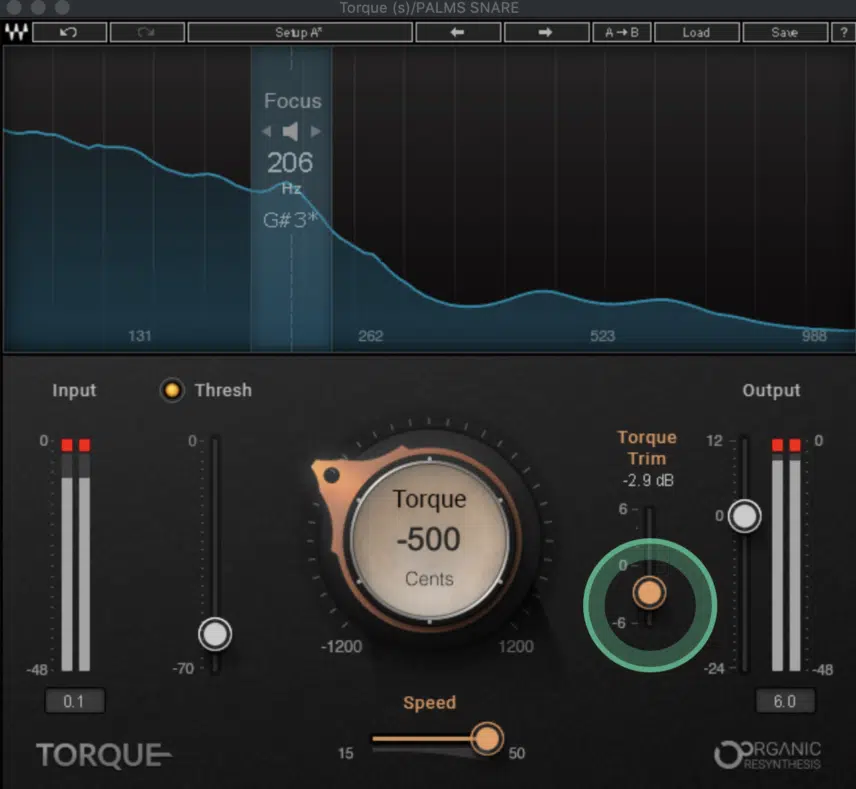 Torque (s)/PALMS SNARE
Setup A*
A→B
Load
Save
?
Focus
206
Hz
G#3*
131
262
523
988
Input
Thresh
Output
0
-48
0.1
0
-70
Torque
-500
Cents
-1200
1200
Torque
Trim
-2.9 dB
6
0
-6
12
0
-24
0
-48
6.0
Speed
15
50
TORQUE
ORGANIC
RESYNTHESIS